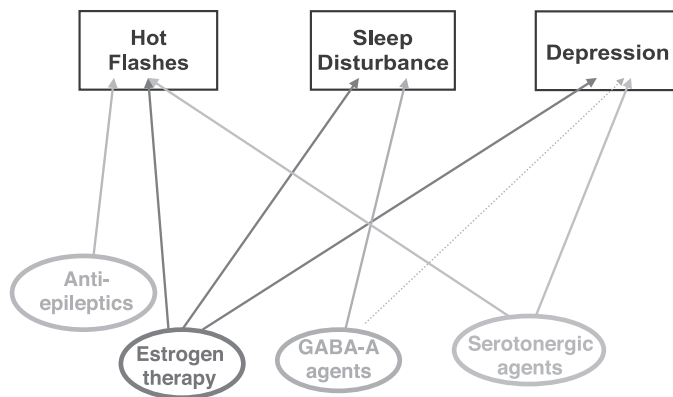 Hot
Flashes
Sleep
Disturbance
Depression
Anti-
epileptics
Estrogen
therapy
GABA-A
agents
Serotonergic
agents